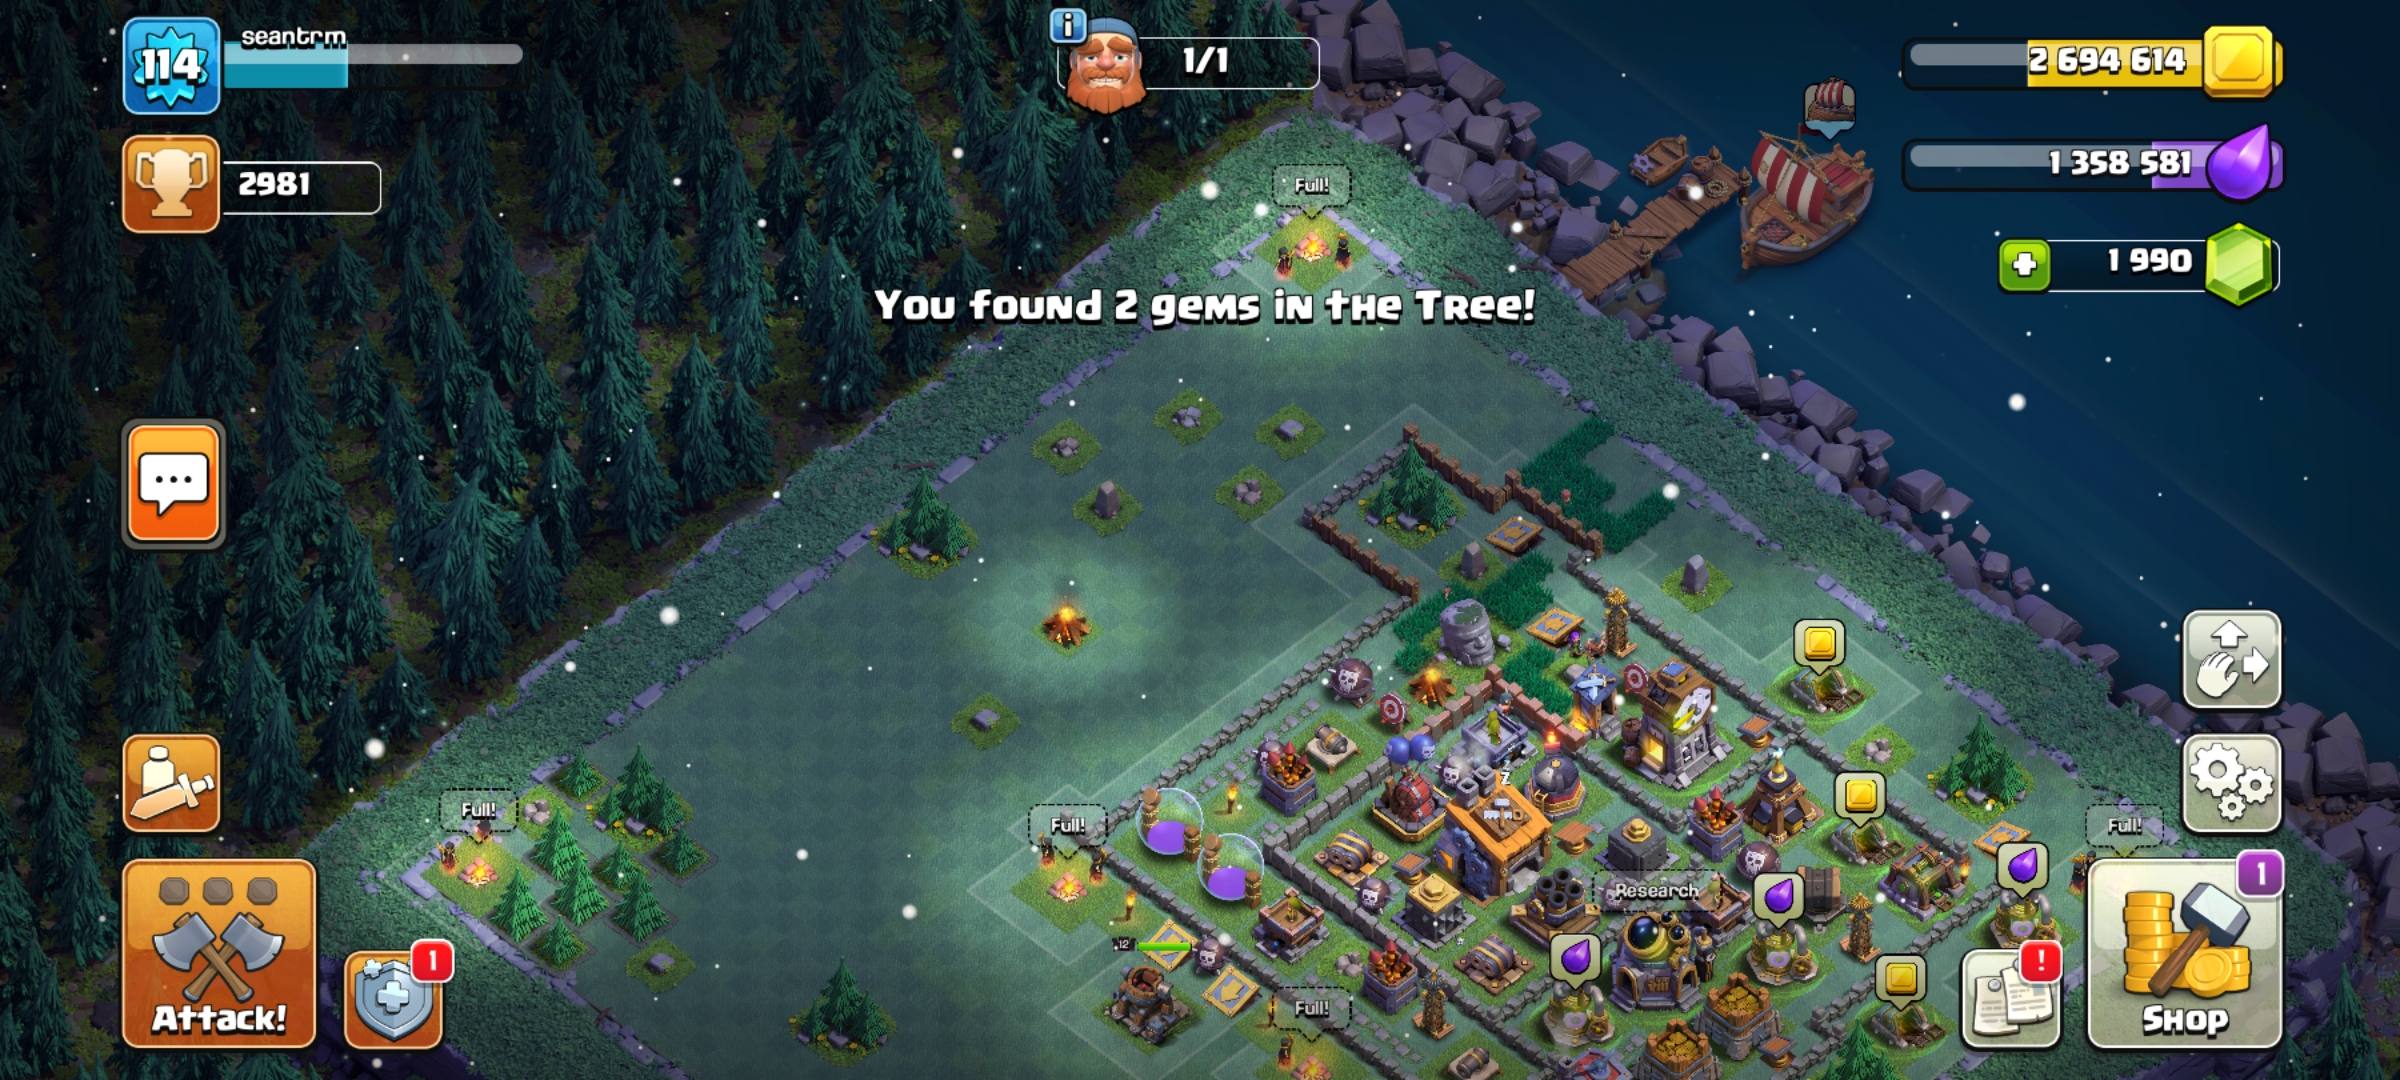 114
seantrm
1/1
2 694 614
2981
1 358 581
1 990
Full!
You found 2 gems in the Tree!
Full!
Full!
Full!
z
Research
12
1
1
!
Full!
Attack!
Shop